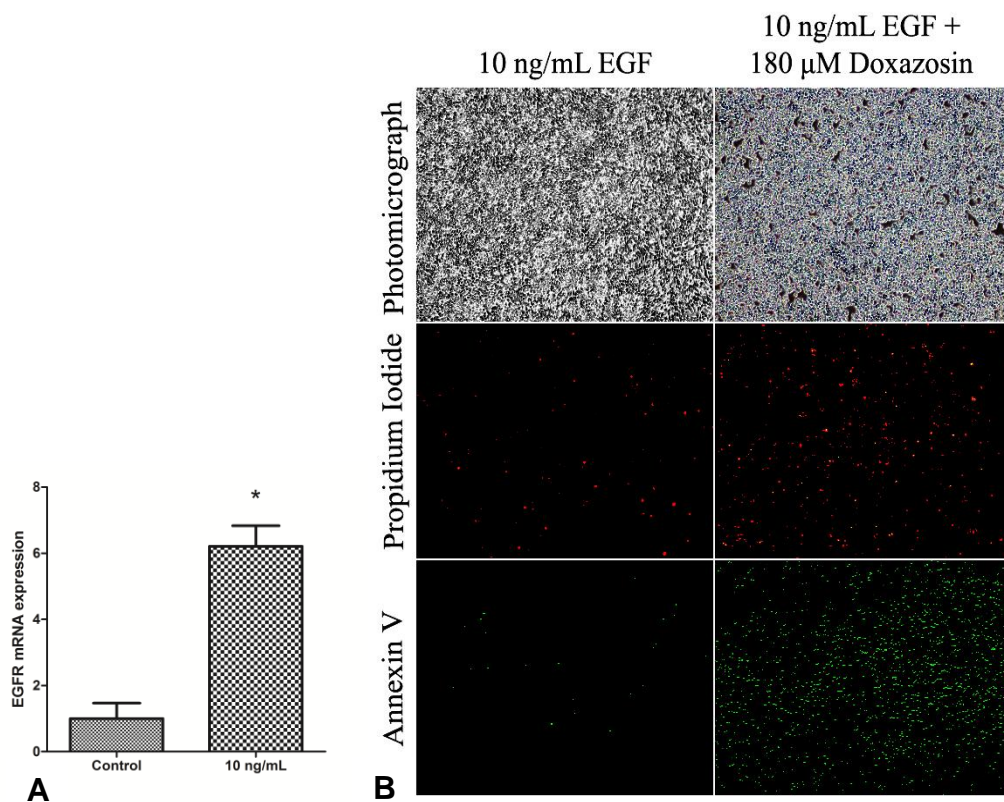 8
6
4
2
0
EGFR mRNA expression
*
Control
10 ng/mL
A
10 ng/mL EGF
10 ng/mL EGF +
180 μM Doxazosin
Photomicrograph
Propidium Iodide
Annexin V
B